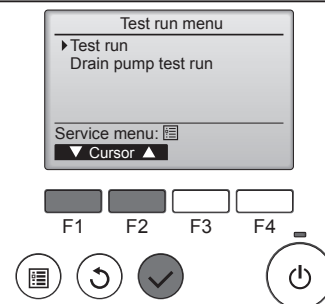 Test run menu
Test run
Drain pump test run
Service menu:
▼ Cursor ▲
F1 F2 F3 F4